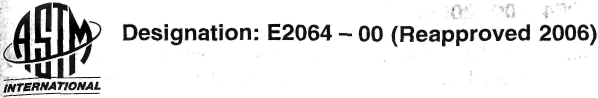 ASTM
INTERNATIONAL
Designation: E2064 – 00 (Reapproved 2006)